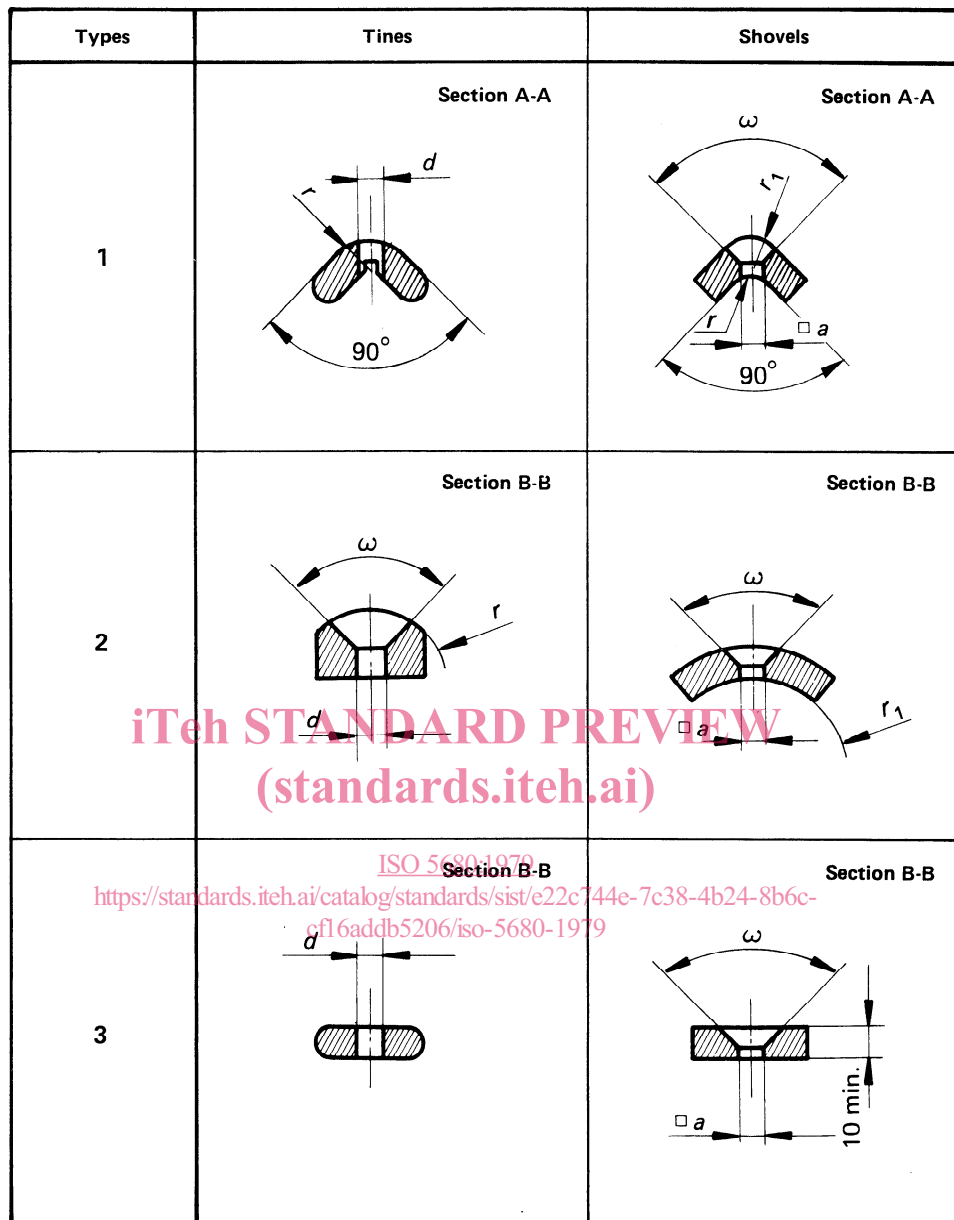 Types Tines Shovels
Section A-A Section A-A
ω
d
r
r₁
1
r
□ a
90°
90°
Section B-B Section B-B
ω
ω
r
2
iTeh STANDARD PREVIEW
d
□ a
r₁
(standards.iteh.ai)
ISO 5680:1979
Section B-B Section B-B
https://standards.iteh.ai/catalog/standards/sist/e22c744e-7c38-4b24-8b6c-
cf16addb5206/iso-5680-1979
d
ω
3
10 min.
□ a